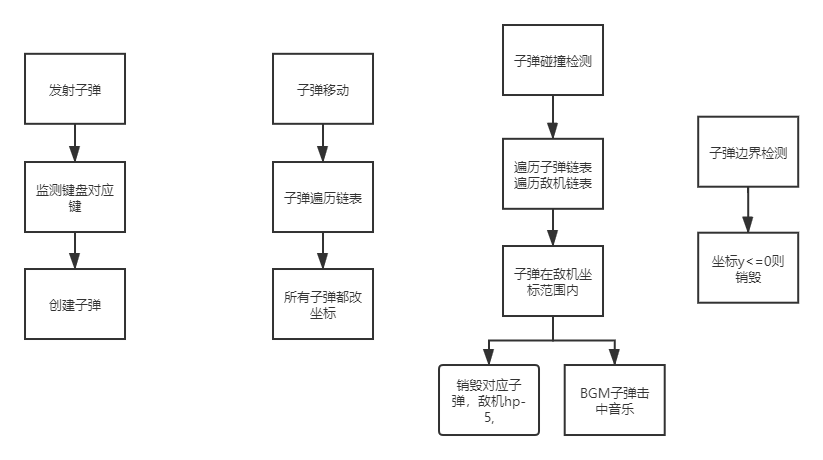 发射子弹
监测键盘对应
键
创建子弹
子弹移动
子弹遍历链表
所有子弹都改
坐标
子弹碰撞检测
遍历子弹链表
遍历敌机链表
子弹在敌机坐
标范围内
销毁对应子
弹，敌机hp-
5,
BGM子弹击
中音乐
子弹边界检测
坐标y<=0则
销毁